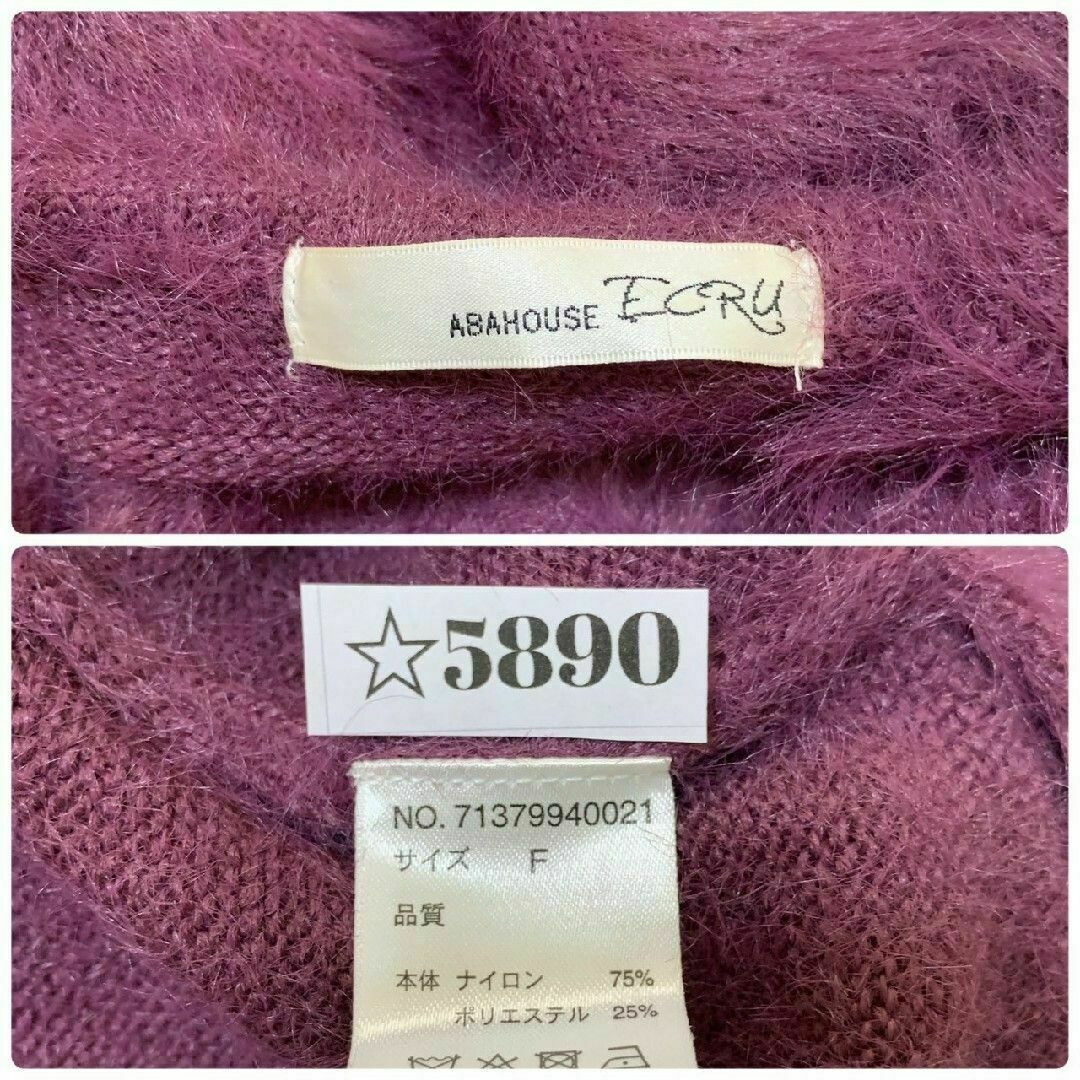 ABAHOUSE ECRU
☆5890
NO. 71379940021
サイズ F
品質
本体 ナイロン 75%
ポリエステル 25%